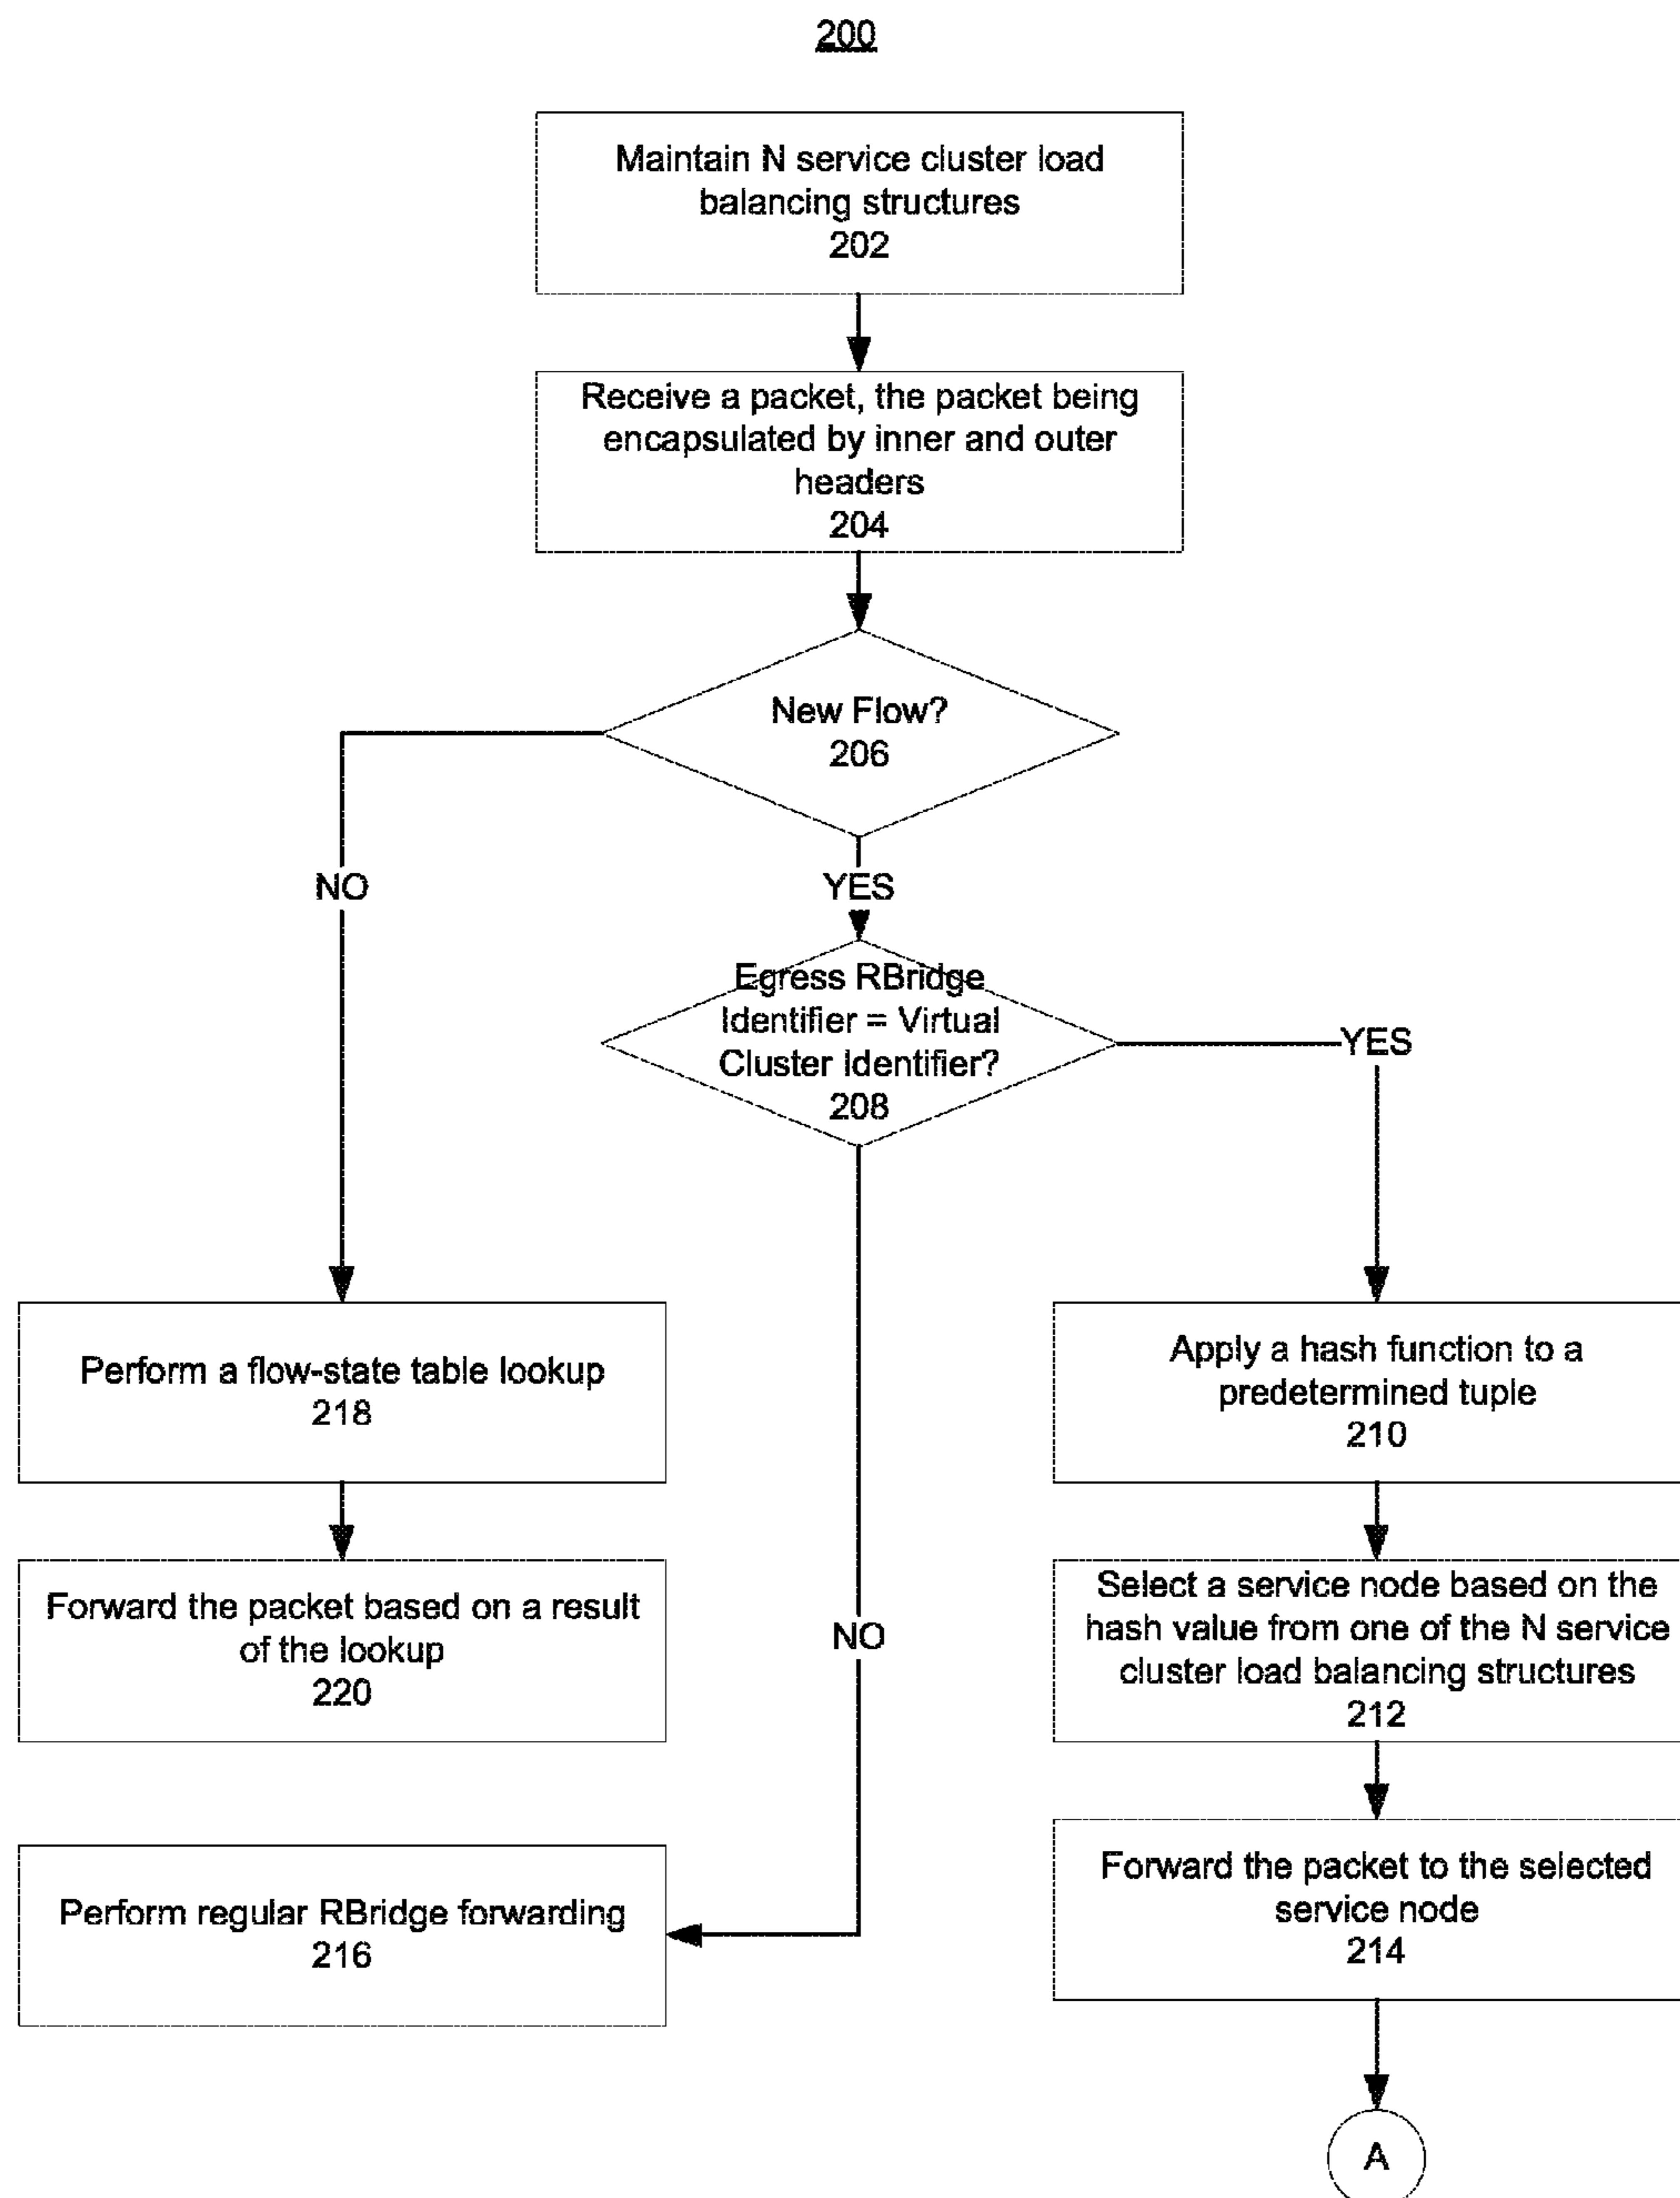 200
Maintain N service cluster load
balancing structures
202
Receive a packet, the packet being
encapsulated by inner and outer
headers
204
New Flow?
206
NO
YES
Egress RBridge
Identifier = Virtual
Cluster Identifier?
208
YES
Perform a flow-state table lookup
218
Apply a hash function to a
predetermined tuple
210
Forward the packet based on a result
of the lookup
220
NO
Select a service node based on the
hash value from one of the N service
cluster load balancing structures
212
Perform regular RBridge forwarding
216
Forward the packet to the selected
service node
214
A